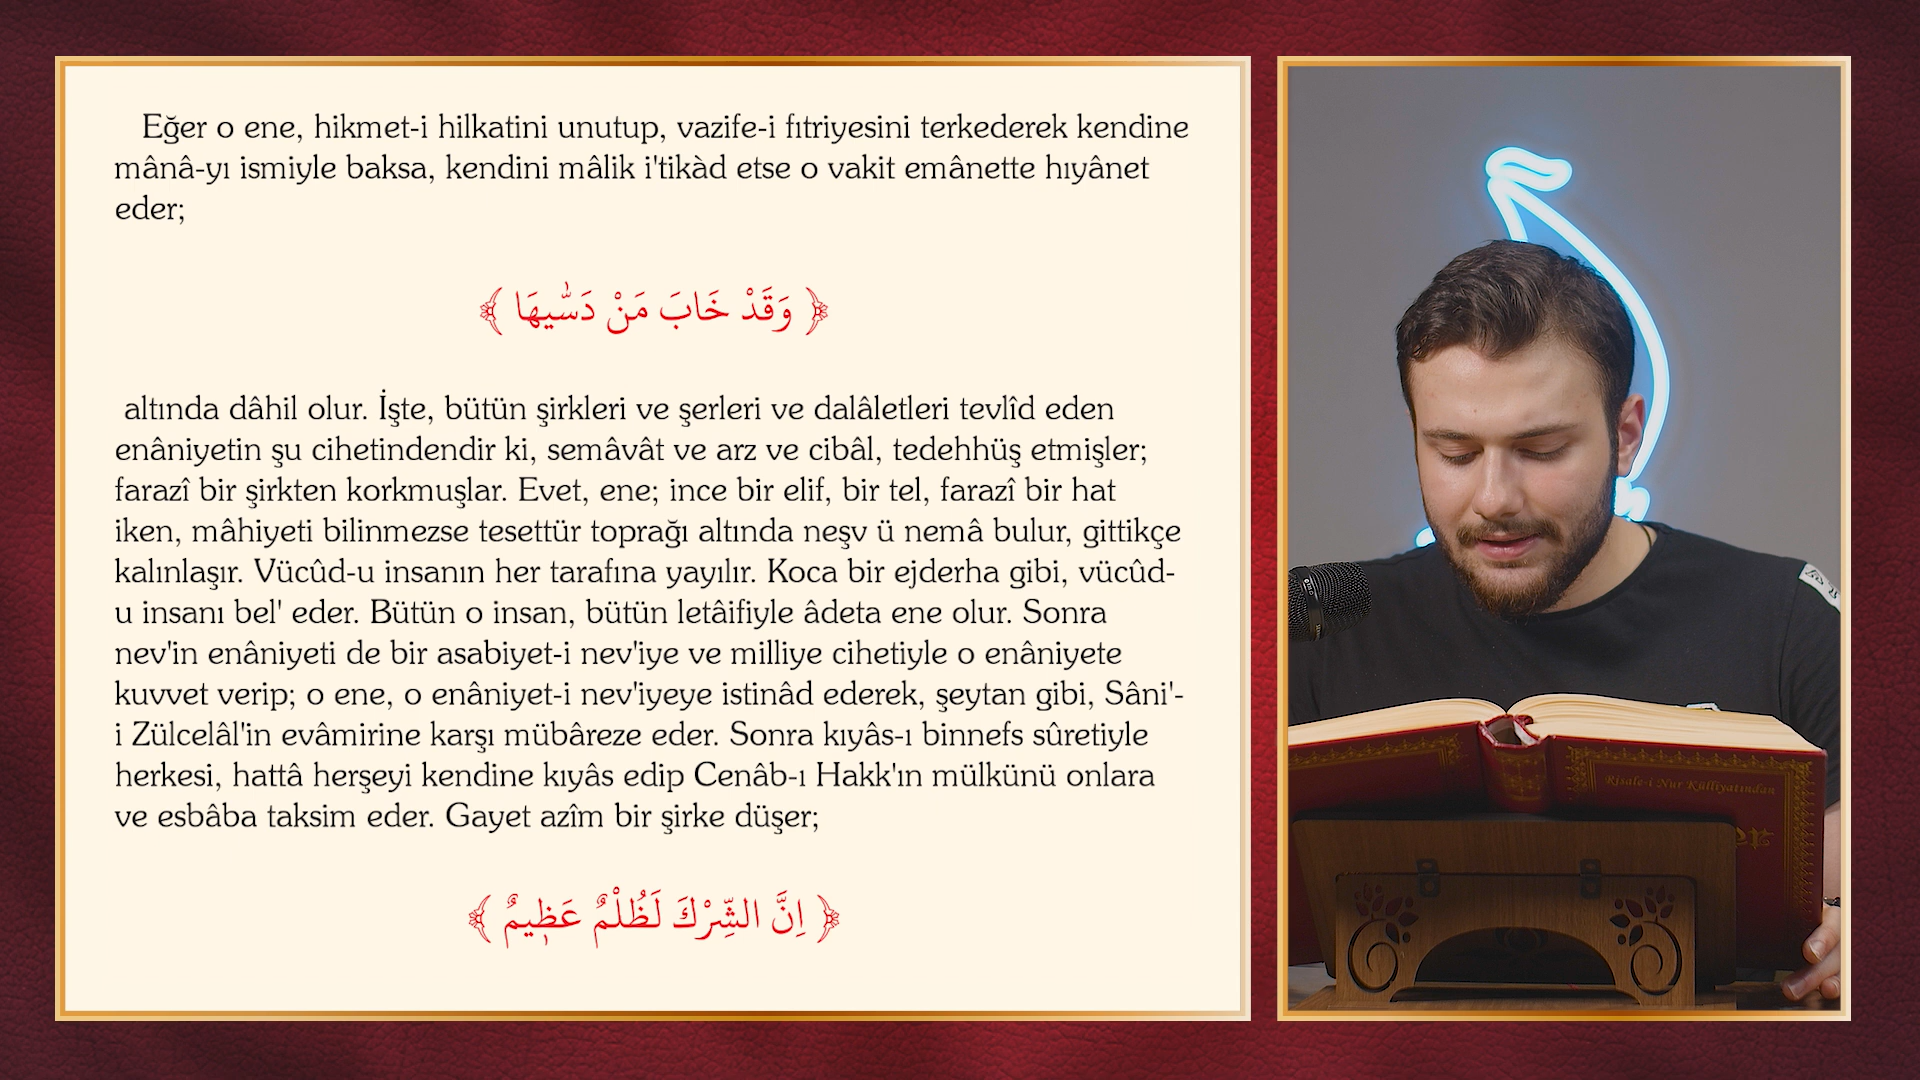 Eğer o ene, hikmet-i hilkatini unutup, vazife-i fıtriyesini terkederek kendine
mânâ-yı ismiyle baksa, kendini mâlik i'tikàd etse o vakit emânette hıyânet
eder;
﴿ وَقَدْ خَابَ مَنْ دَسّٰيهَا ﴾
altında dâhil olur. İşte, bütün şirkleri ve şerleri ve dalâletleri tevlîd eden
enâniyetin şu cihetindendir ki, semâvât ve arz ve cibâl, tedehhüş etmişler;
farazî bir şirkten korkmuşlar. Evet, ene; ince bir elif, bir tel, farazî bir hat
iken, mâhiyeti bilinmezse tesettür toprağı altında neşv ü nemâ bulur, gittikçe
kalınlaşır. Vücûd-u insanın her tarafına yayılır. Koca bir ejderha gibi, vücûd-
u insanı bel' eder. Bütün o insan, bütün letâifiyle âdeta ene olur. Sonra
nev'in enâniyeti de bir asabiyet-i nev'iye ve milliye cihetiyle o enâniyete
kuvvet verip; o ene, o enâniyet-i nev'iyeye istinâd ederek, şeytan gibi, Sâni'-
i Zülcelâl'in evâmirine karşı mübâreze eder. Sonra kıyâs-ı binnefs sûretiyle
herkesi, hattâ herşeyi kendine kıyâs edip Cenâb-ı Hakk'ın mülkünü onlara
ve esbâba taksim eder. Gayet azîm bir şirke düşer;
﴿ اِنَّ الشِّرْكَ لَظُلْمٌ عَظ۪يمٌ ﴾
Risale-i Nur Külliyatından